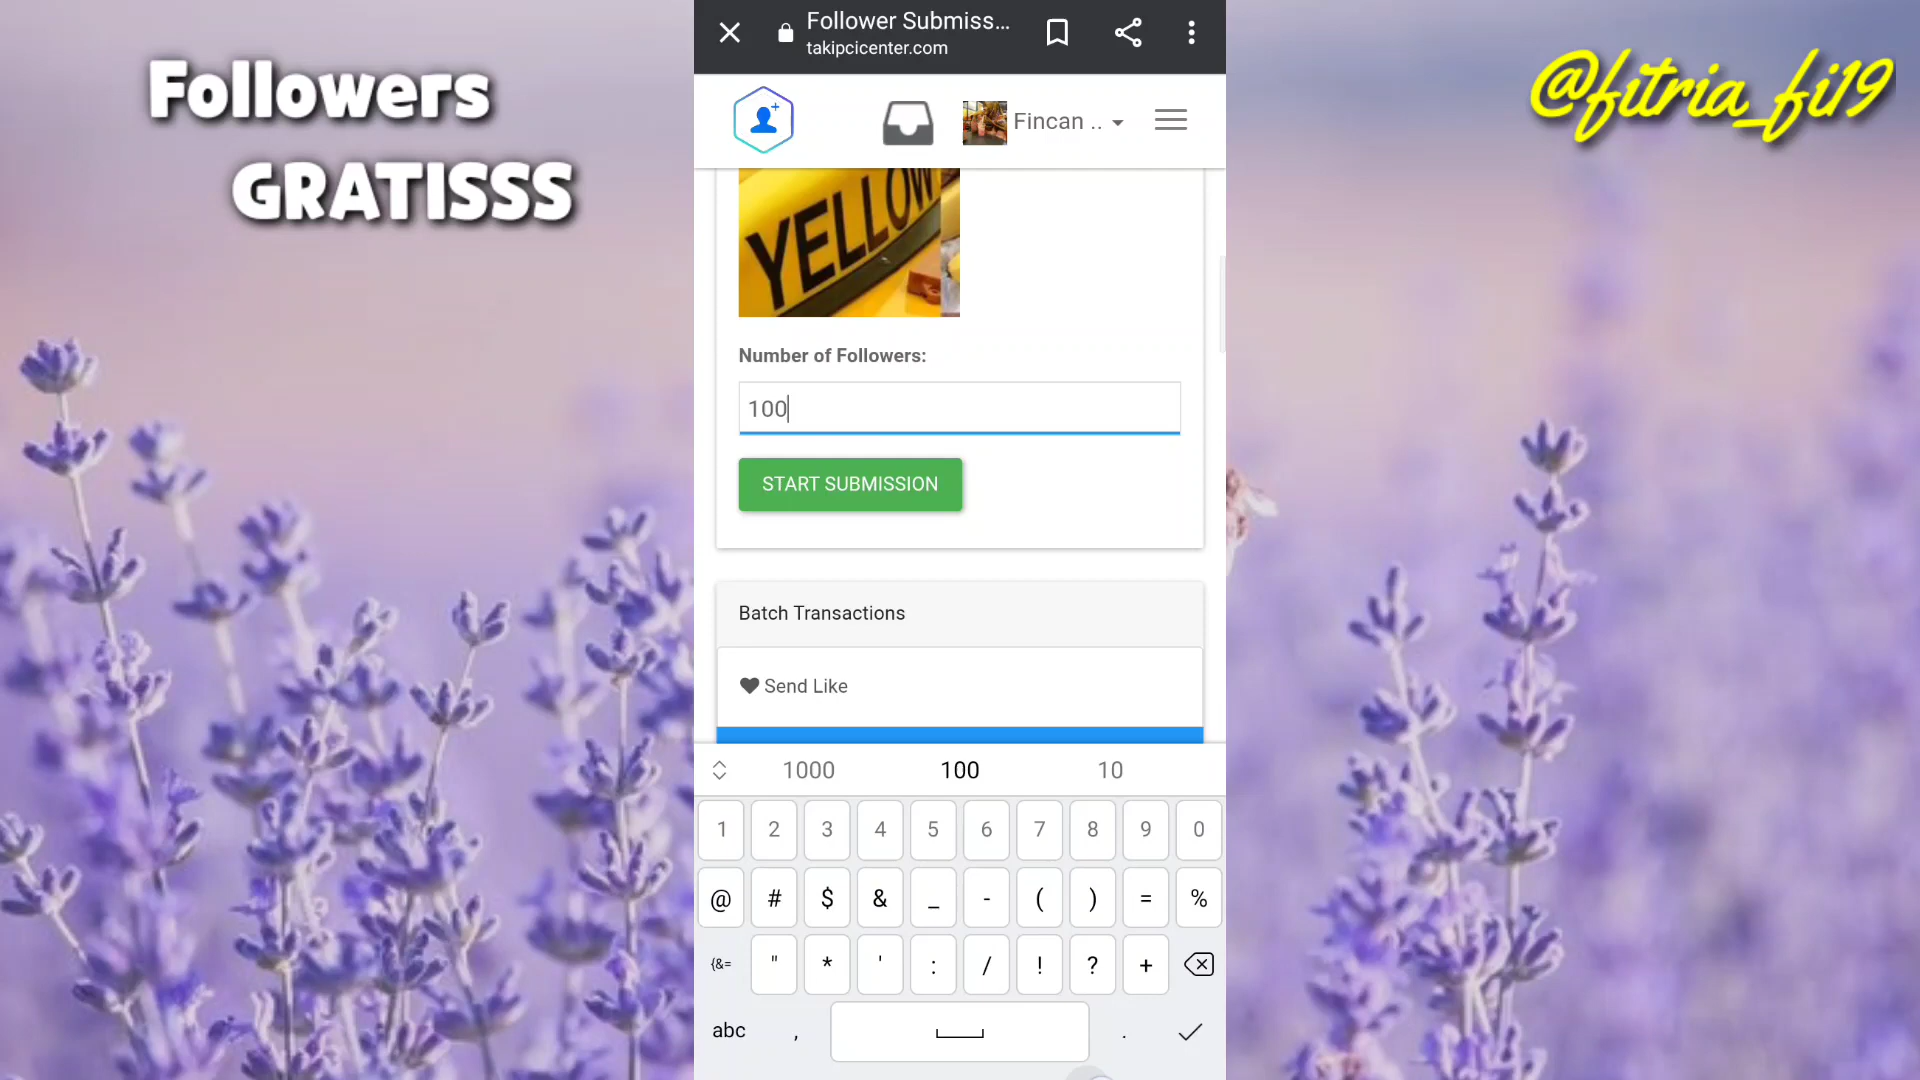 Followers
GRATISSS
@fitria_fi19
Follower Submiss...
takipcicenter.com
Fincan ..
YELLOW
Number of Followers:
100
START SUBMISSION
Batch Transactions
Send Like
1000 100 10
1 2 3 4 5 6 7 8 9 0
@ # $ & _ - ( ) = %
{&= " * ' : / ! ? +
abc , .